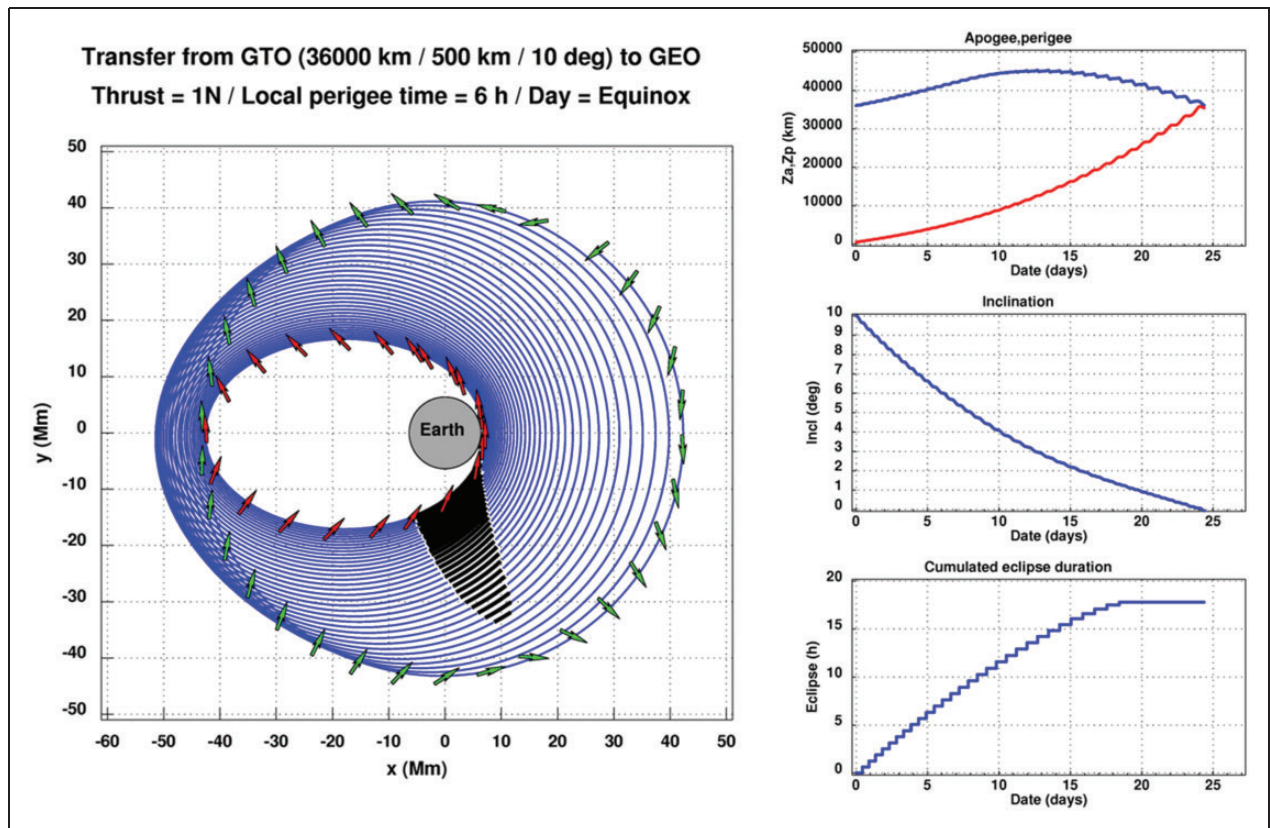 Transfer from GTO (36000 km / 500 km / 10 deg) to GEO
Thrust = 1N / Local perigee time = 6 h / Day = Equinox
50
40
30
20
10
0
-10
-20
-30
-40
-50
y (Mm)
Earth
-60 -50 -40 -30 -20 -10 0 10 20 30 40 50
x (Mm)
Apogee,perigee
50000
40000
30000
20000
10000
0
Za,Zp (km)
0 5 10 15 20 25
Date (days)
Inclination
10
9
8
7
6
5
4
3
2
1
0
Incl (deg)
0 5 10 15 20 25
Date (days)
Cumulated eclipse duration
20
15
10
5
0
Eclipse (h)
0 5 10 15 20 25
Date (days)